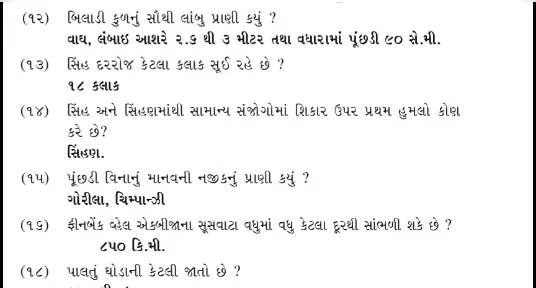 (૧૨) બિલાડી કુળનું સૌથી લાંબુ પ્રાણી કયું ?
વાઘ, લંબાઇ આશરે ૨.૬ થી ૩ મીટર તથા વધારામાં પૂંછડી ૯૦ સે.મી.
(૧૩) સિંહ દરરોજ કેટલા કલાક સૂઈ રહે છે ?
૧૮ કલાક
(૧૪) સિંહ અને સિંહણમાંથી સામાન્ય સંજોગોમાં શિકાર ઉપર પ્રથમ હુમલો કોણ
કરે છે?
સિંહણ.
(૧૫) પૂંછડી વિનાનું માનવની નજીકનું પ્રાણી કયું ?
ગોરીલા, ચિમ્પાન્ઝી
(૧૬) ફીનબેંક વ્હેલ એકબીજાના સૂસવાટા વધુમાં વધુ કેટલા દૂરથી સાંભળી શકે છે ?
૮૫૦ કિ.મી.
(૧૮) પાલતું ઘોડાની કેટલી જાતો છે ?